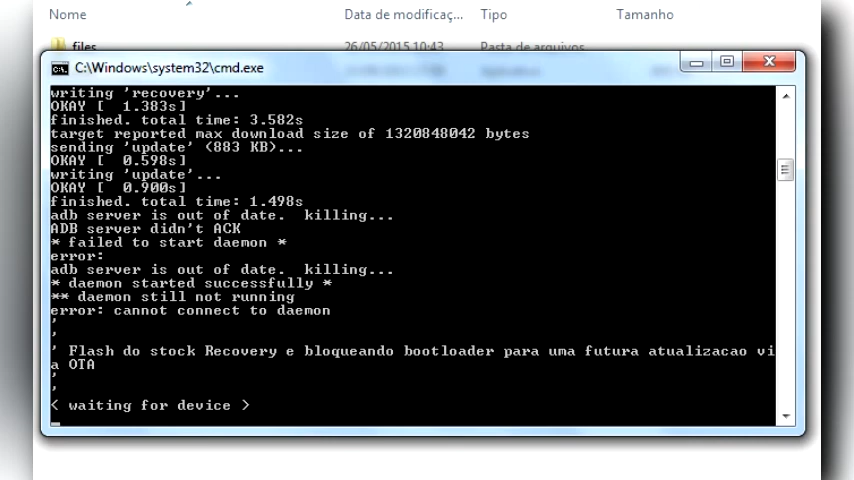 Nome Data de modificaç... Tipo Tamanho
files 26/05/2015 10:43 Pasta de arquivos
C:\Windows\system32\cmd.exe
writing 'recovery'...
OKAY [  1.383s]
finished. total time: 3.582s
target reported max download size of 1320848042 bytes
sending 'update' (883 KB)...
OKAY [  0.598s]
writing 'update'...
OKAY [  0.900s]
finished. total time: 1.498s
adb server is out of date.  killing...
ADB server didn't ACK
* failed to start daemon *
error:
adb server is out of date.  killing...
* daemon started successfully *
** daemon still not running
error: cannot connect to daemon
'
'
' Flash do stock Recovery e bloqueando bootloader para uma futura atualizacao vi
a OTA
'
'
< waiting for device >